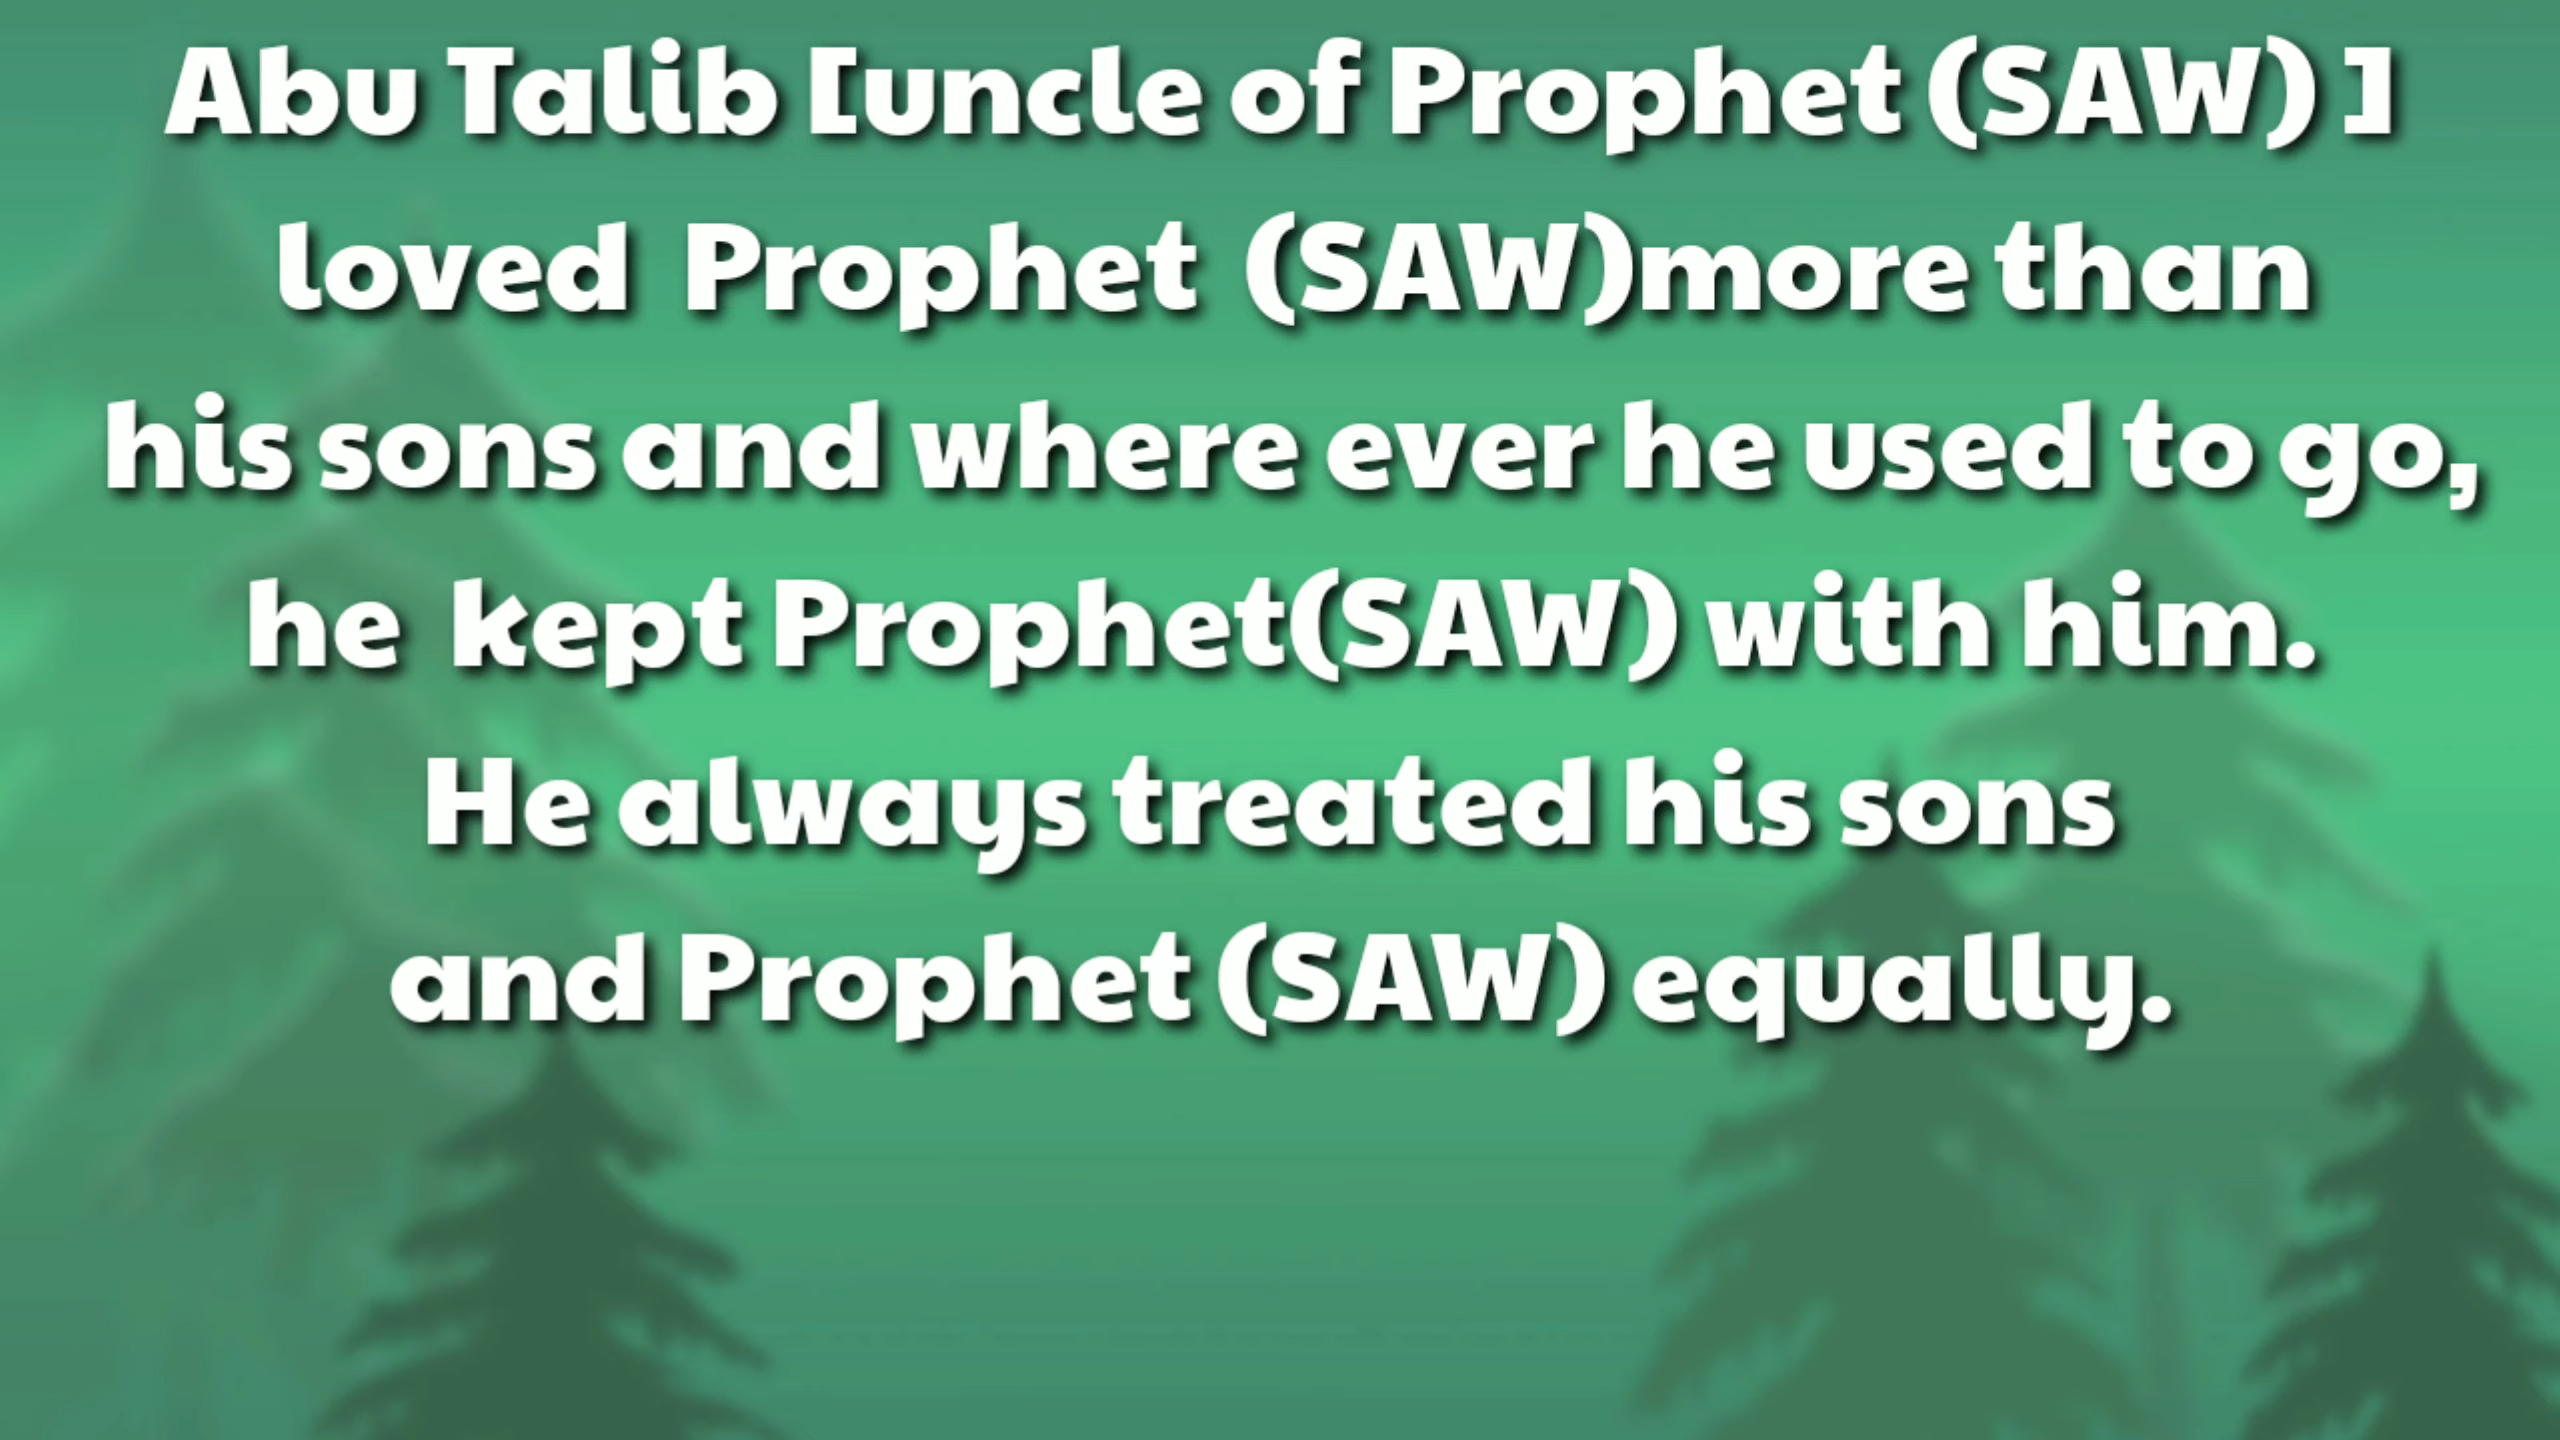 Abu Talib [uncle of Prophet (SAW) ]
loved Prophet (SAW)more than
his sons and where ever he used to go,
he kept Prophet(SAW) with him.
He always treated his sons
and Prophet (SAW) equally.